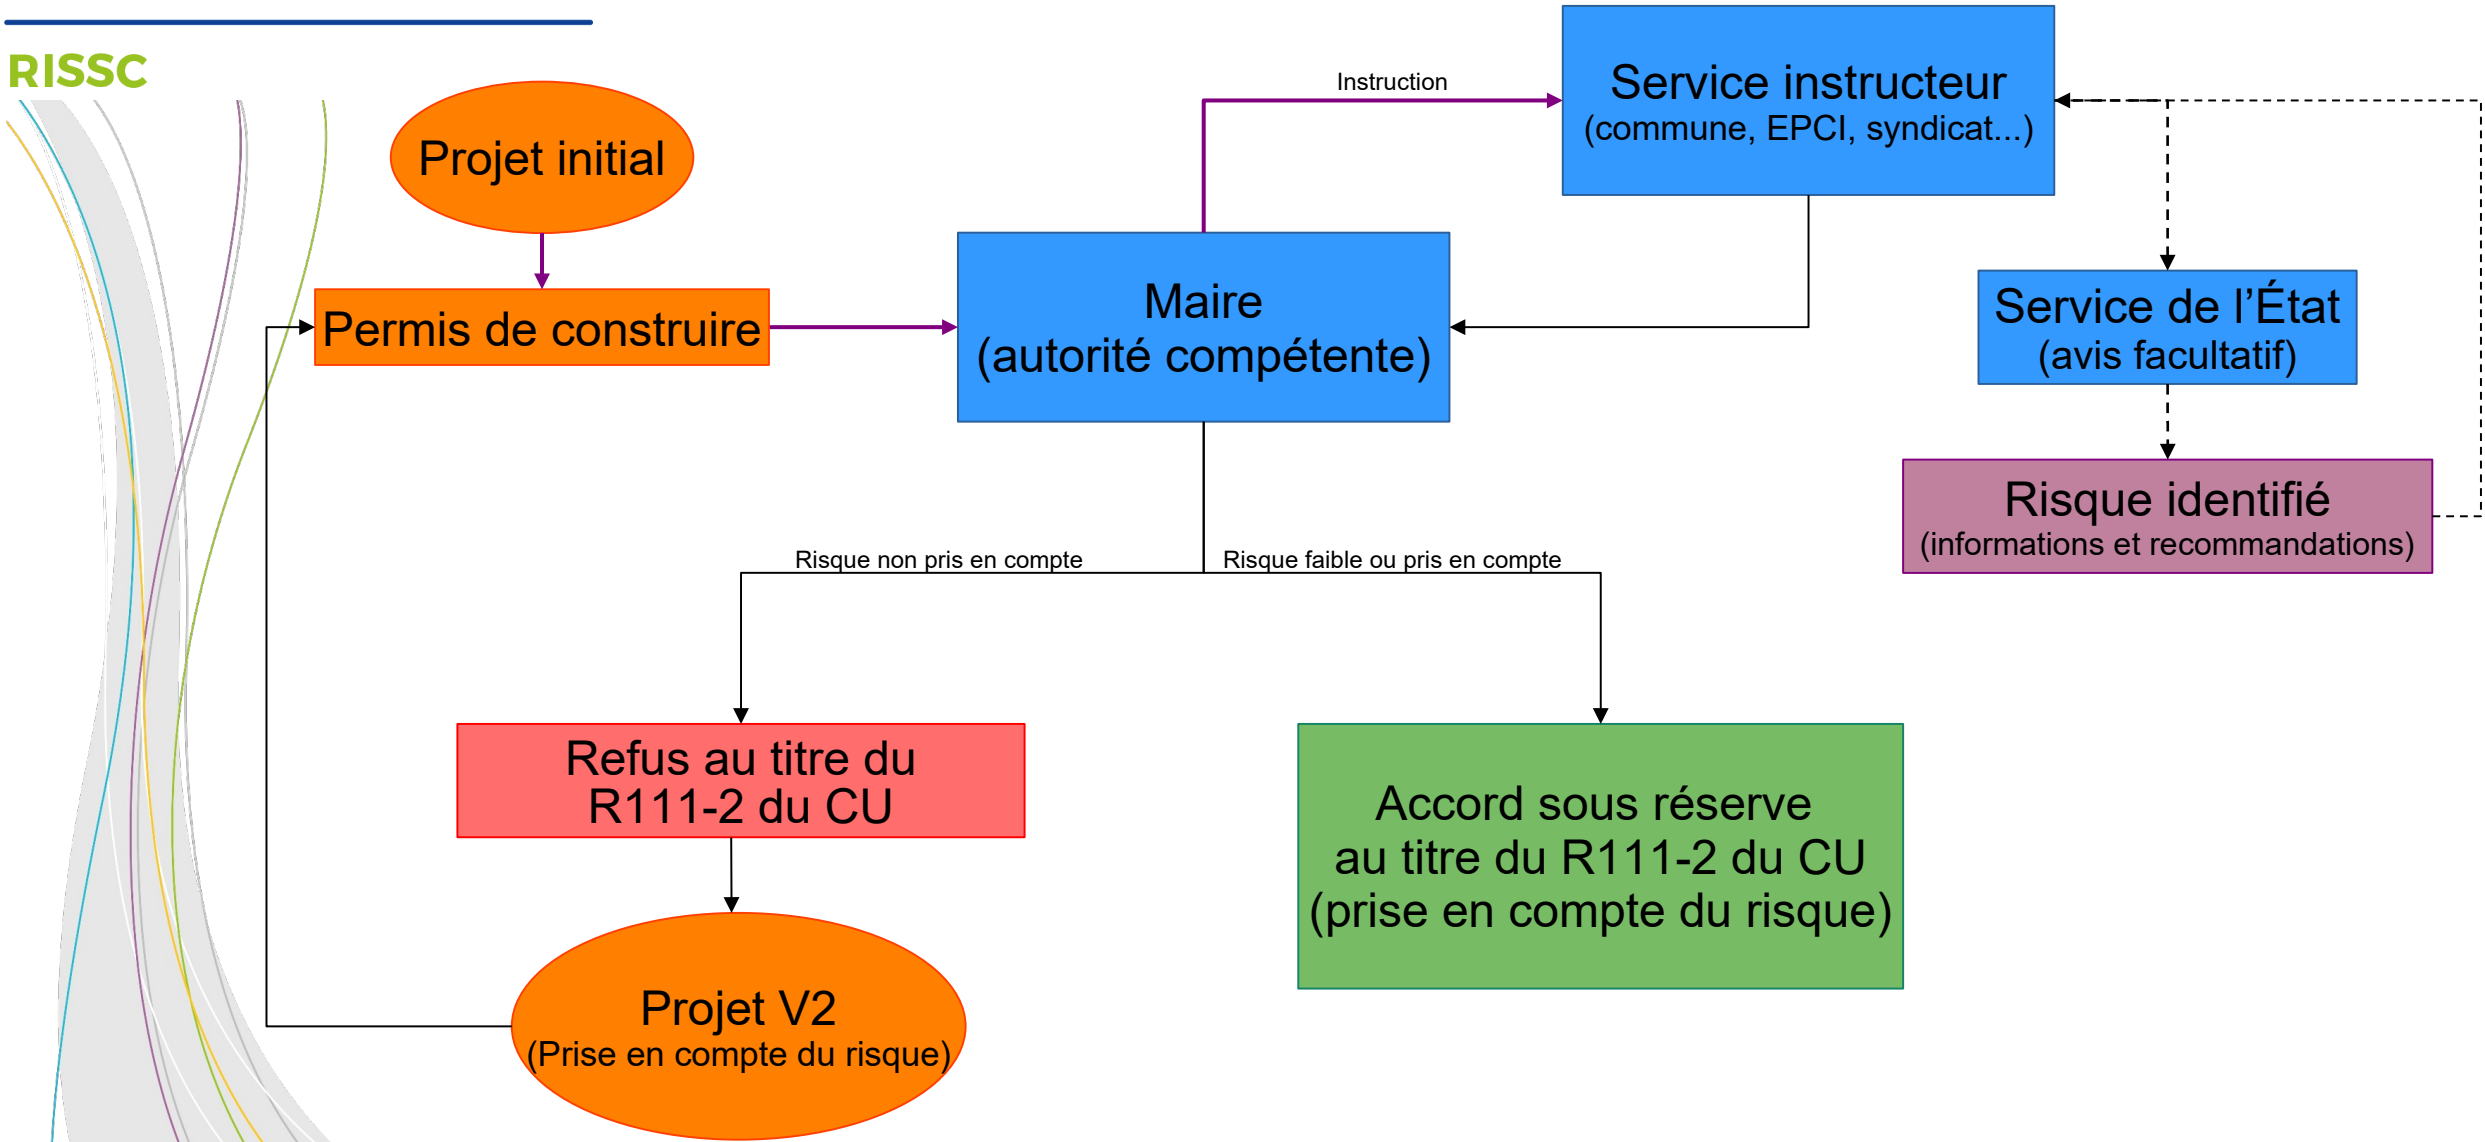 RISSC
Projet initial
Permis de construire
Instruction
Service instructeur
(commune, EPCI, syndicat...)
Maire
(autorité compétente)
Service de l’État
(avis facultatif)
Risque identifié
(informations et recommandations)
Risque non pris en compte
Risque faible ou pris en compte
Refus au titre du
R111-2 du CU
Accord sous réserve
au titre du R111-2 du CU
(prise en compte du risque)
Projet V2
(Prise en compte du risque)